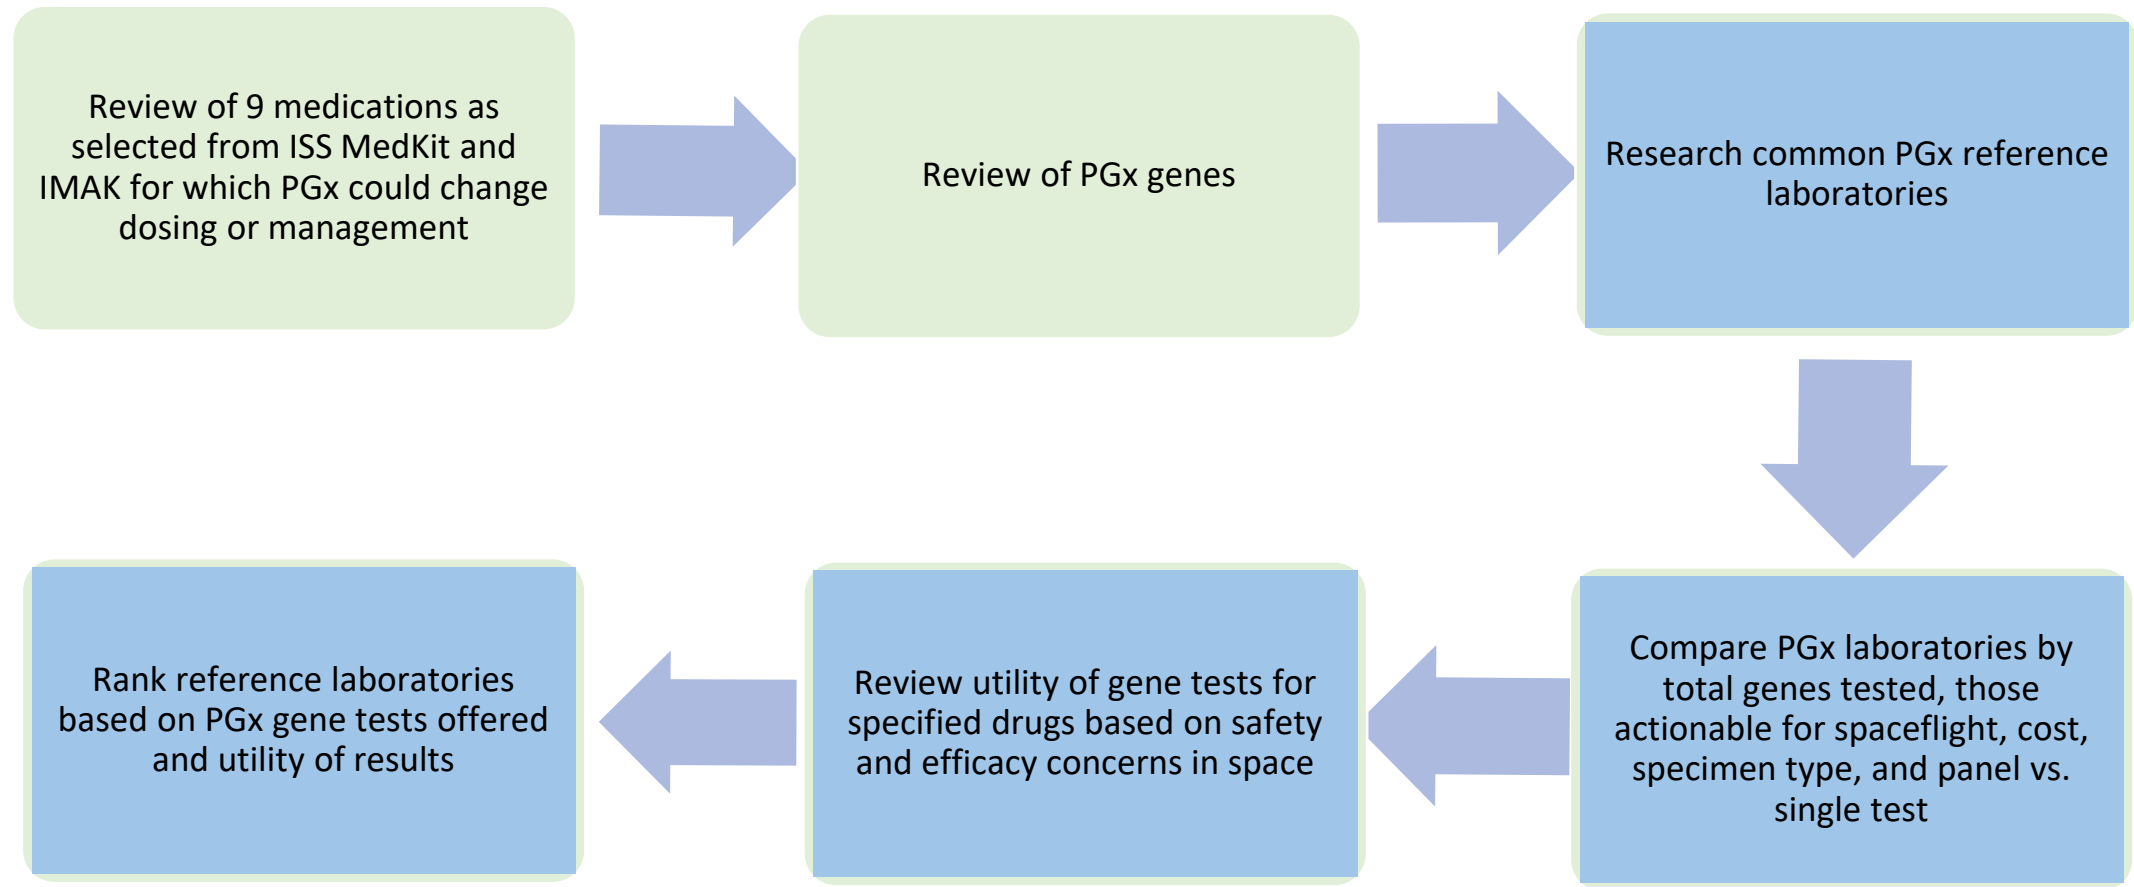 Review of 9 medications as
selected from ISS MedKit and
IMAK for which PGx could change
dosing or management
Review of PGx genes
Research common PGx reference
laboratories
Compare PGx laboratories by
total genes tested, those
actionable for spaceflight, cost,
specimen type, and panel vs.
single test
Review utility of gene tests for
specified drugs based on safety
and efficacy concerns in space
Rank reference laboratories
based on PGx gene tests offered
and utility of results